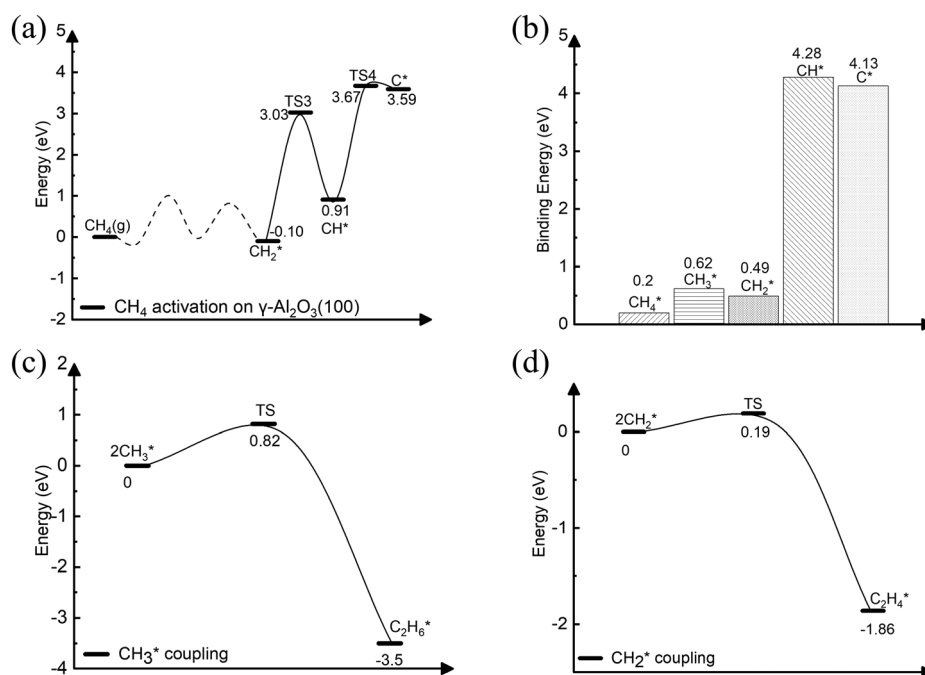 (a)
5
4
3
2
1
0
-1
-2
Energy (eV)
CH₄(g)
-0.10
CH₂*
TS3
3.03
0.91
CH*
TS4
3.67
C*
3.59
CH₄ activation on γ-Al₂O₃(100)
(b)
5
4
3
2
1
0
Binding Energy (eV)
0.2
CH₄*
0.62
CH₃*
0.49
CH₂*
4.28
CH*
4.13
C*
(c)
2
1
0
-1
-2
-3
-4
Energy (eV)
2CH₃*
0
TS
0.82
C₂H₆*
-3.5
CH₃* coupling
(d)
0
-1
-2
Energy (eV)
2CH₂*
0
TS
0.19
C₂H₄*
-1.86
CH₂* coupling